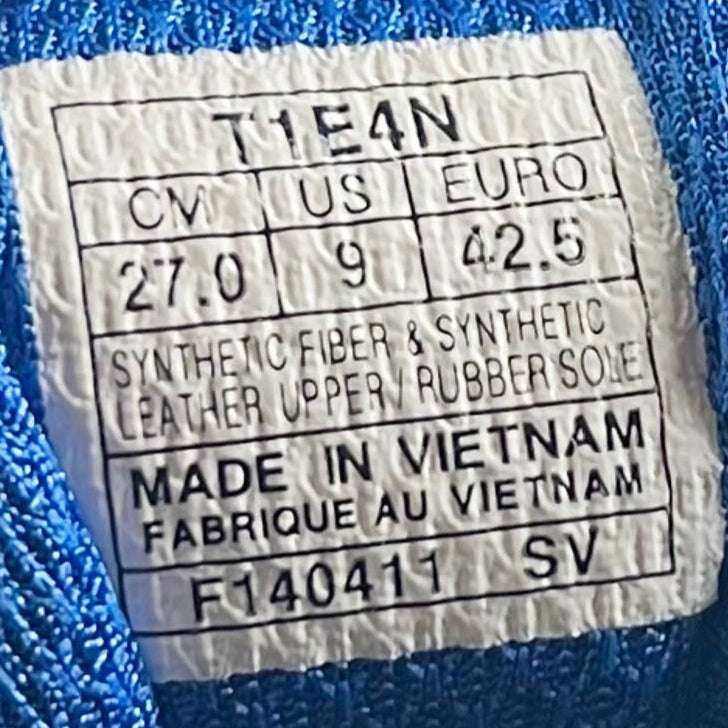 T1E4N
CM US EURO
27.0 9 42.5
SYNTHETIC FIBER & SYNTHETIC
LEATHER UPPER / RUBBER SOLE
MADE IN VIETNAM
FABRIQUE AU VIETNAM
F140411 SV